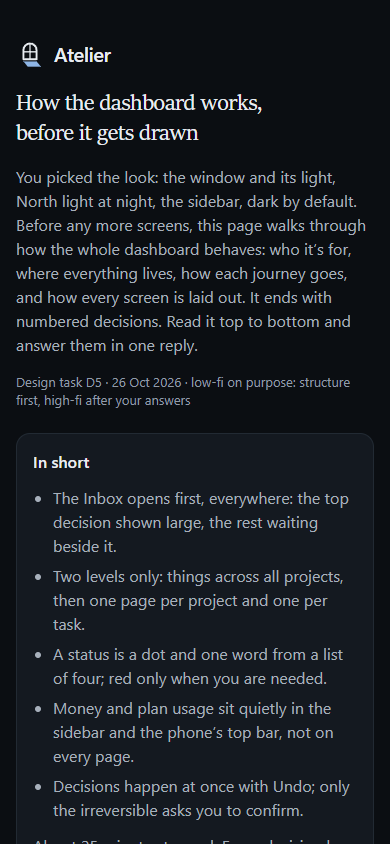 Atelier
How the dashboard works,
before it gets drawn
You picked the look: the window and its light,
North light at night, the sidebar, dark by default.
Before any more screens, this page walks through
how the whole dashboard behaves: who it’s for,
where everything lives, how each journey goes,
and how every screen is laid out. It ends with
numbered decisions. Read it top to bottom and
answer them in one reply.
Design task D5 · 26 Oct 2026 · low-fi on purpose: structure
first, high-fi after your answers
In short
• The Inbox opens first, everywhere: the top
decision shown large, the rest waiting
beside it.
• Two levels only: things across all projects,
then one page per project and one per
task.
• A status is a dot and one word from a list
of four; red only when you are needed.
• Money and plan usage sit quietly in the
sidebar and the phone’s top bar, not on
every page.
• Decisions happen at once with Undo; only
the irreversible asks you to confirm.